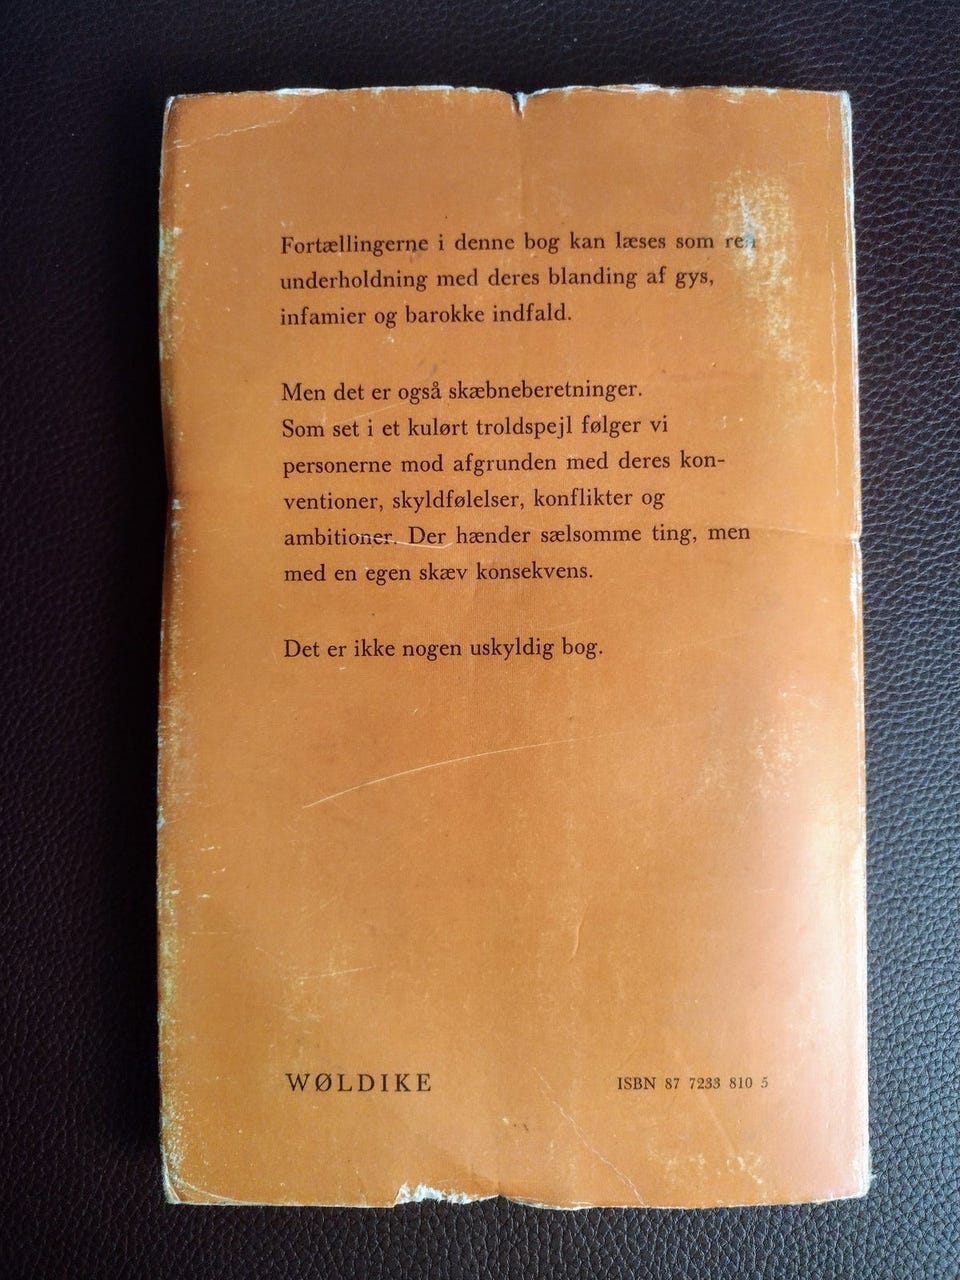 Fortællingerne i denne bog kan læses som ren
underholdning med deres blanding af gys,
infamier og barokke indfald.
Men det er også skæbneberetninger.
Som set i et kulørt troldspejl følger vi
personerne mod afgrunden med deres kon-
ventioner, skyldfølelser, konflikter og
ambitioner. Der hænder sælsomme ting, men
med en egen skæv konsekvens.
Det er ikke nogen uskyldig bog.
WØLDIKE
ISBN 87 7233 810 5